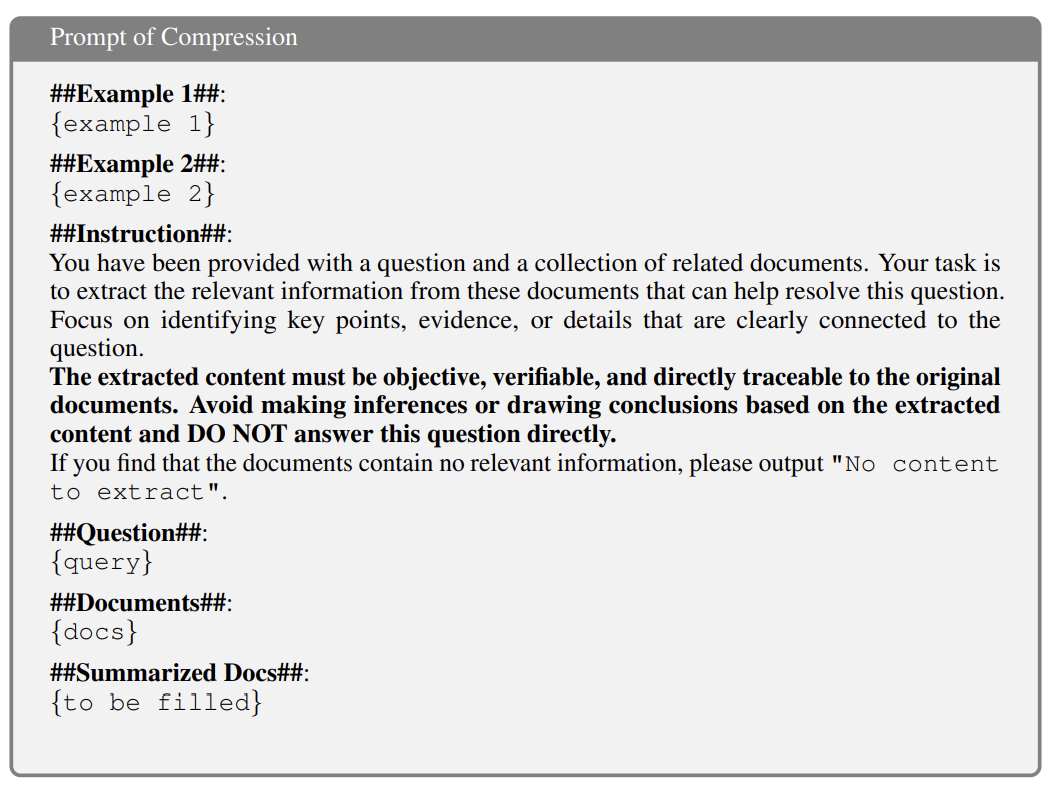 Prompt of Compression
##Example 1##:
{example 1}
##Example 2##:
{example 2}
##Instruction##:
You have been provided with a question and a collection of related documents. Your task is
to extract the relevant information from these documents that can help resolve this question.
Focus on identifying key points, evidence, or details that are clearly connected to the
question.
The extracted content must be objective, verifiable, and directly traceable to the original
documents. Avoid making inferences or drawing conclusions based on the extracted
content and DO NOT answer this question directly.
If you find that the documents contain no relevant information, please output "No content
to extract".
##Question##:
{query}
##Documents##:
{docs}
##Summarized Docs##:
{to be filled}